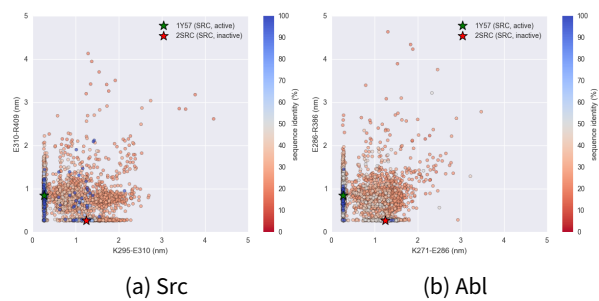 1Y57 (SRC, active)
2SRC (SRC, inactive)
E310-R409 (nm)
5
4
3
2
1
0
0 1 2 3 4 5
K295-E310 (nm)
100
90
80
70
60
50
40
30
20
10
0
sequence identity (%)
(a) Src
1Y57 (SRC, active)
2SRC (SRC, inactive)
E286-R386 (nm)
5
4
3
2
1
0
0 1 2 3 4 5
K271-E286 (nm)
100
90
80
70
60
50
40
30
20
10
0
sequence identity (%)
(b) Abl